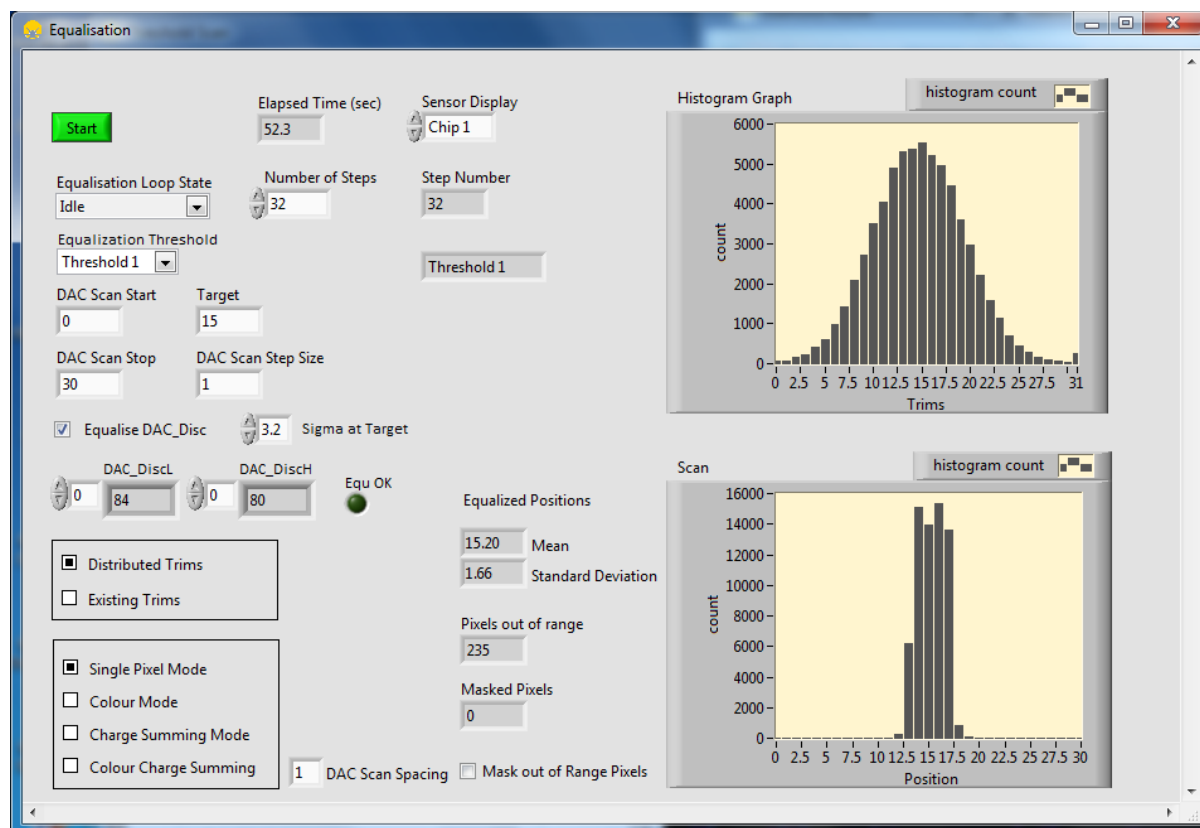 Equalisation
Start
Elapsed Time (sec)
52.3
Sensor Display
Chip 1
Equalisation Loop State
Idle
Number of Steps
32
Step Number
32
Equalization Threshold
Threshold 1
Threshold 1
DAC Scan Start
0
Target
15
DAC Scan Stop
30
DAC Scan Step Size
1
Equalise DAC_Disc
3.2
Sigma at Target
DAC_DiscL
0
84
DAC_DiscH
0
80
Equ OK
Distributed Trims
Existing Trims
Single Pixel Mode
Colour Mode
Charge Summing Mode
Colour Charge Summing
1
DAC Scan Spacing
Equalized Positions
15.20
Mean
1.66
Standard Deviation
Pixels out of range
235
Masked Pixels
0
Mask out of Range Pixels
Histogram Graph
histogram count
6000
5000
4000
3000
2000
1000
0
count
0 2.5 5 7.5 10 12.5 15 17.5 20 22.5 25 27.5 31
Trims
Scan
histogram count
16000
14000
12000
10000
8000
6000
4000
2000
0
count
0 2.5 5 7.5 10 12.5 15 17.5 20 22.5 25 27.5 30
Position